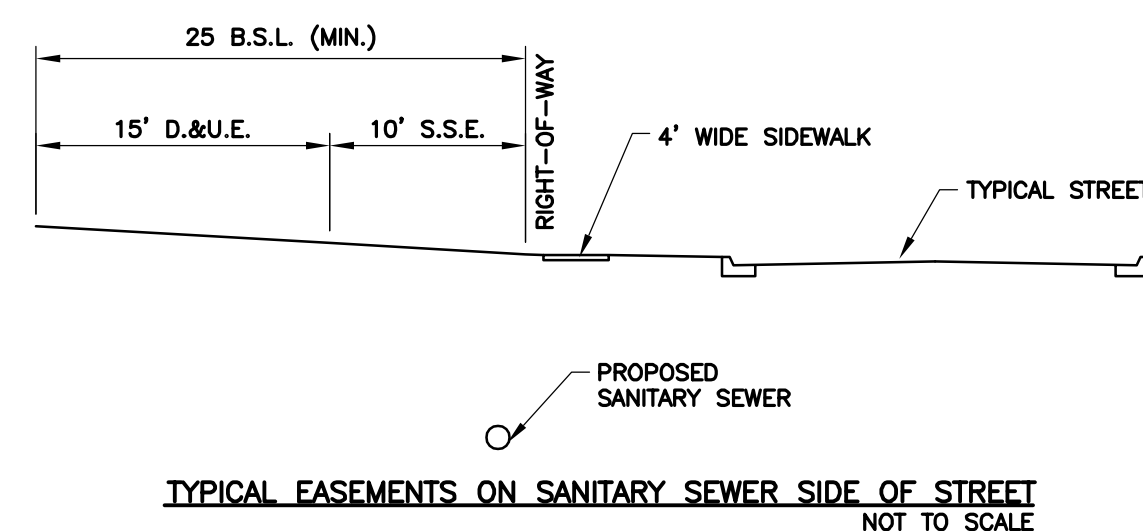 25 B.S.L. (MIN.)
15' D.&U.E.
10' S.S.E.
RIGHT-OF-WAY
4' WIDE SIDEWALK
TYPICAL STREET
PROPOSED
SANITARY SEWER
TYPICAL EASEMENTS ON SANITARY SEWER SIDE OF STREET
NOT TO SCALE